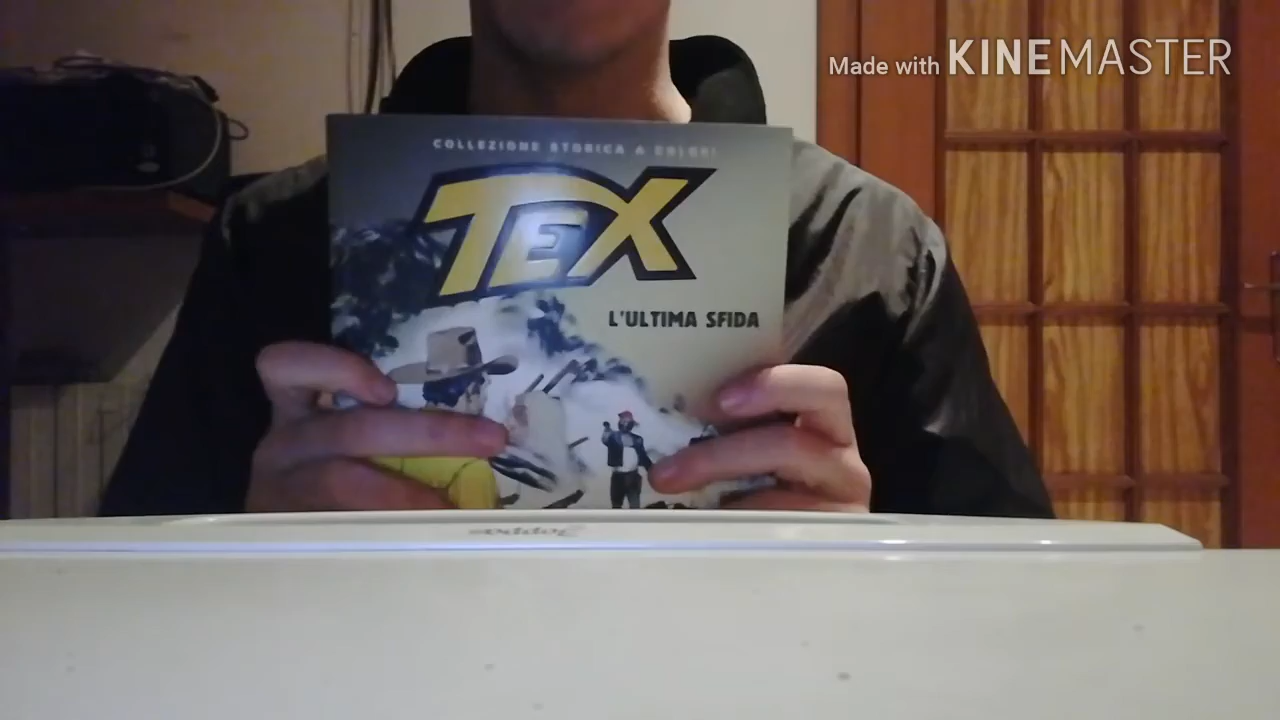 Made with KINEMASTER
COLLEZIONE STORICA A COLORI
TEX
L'ULTIMA SFIDA